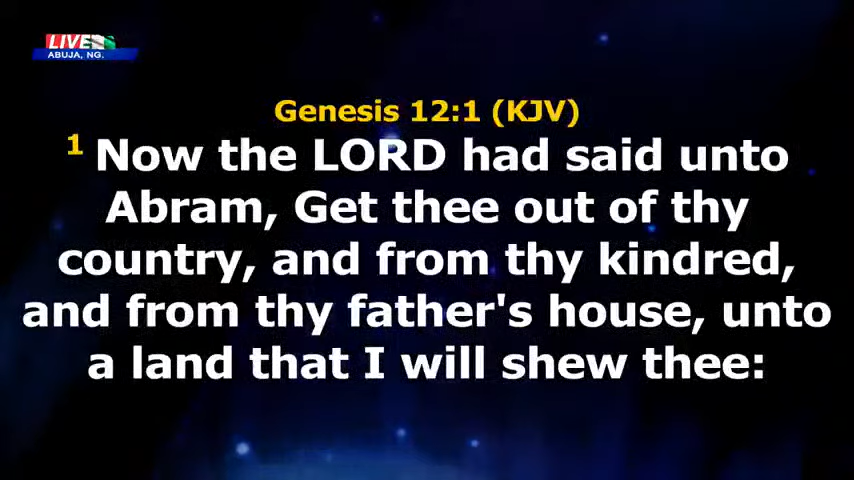 LIVE
ABUJA, NG.
Genesis 12:1 (KJV)
1 Now the LORD had said unto
Abram, Get thee out of thy
country, and from thy kindred,
and from thy father's house, unto
a land that I will shew thee: